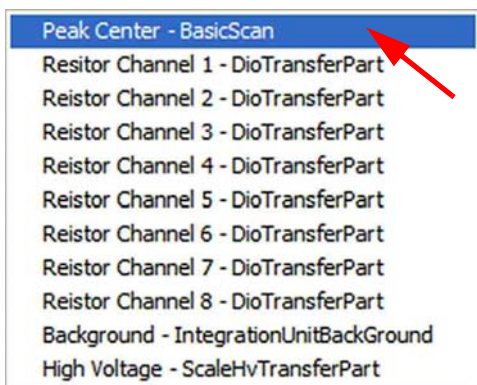 Peak Center - BasicScan
Resitor Channel 1 - DioTransferPart
Reistor Channel 2 - DioTransferPart
Reistor Channel 3 - DioTransferPart
Reistor Channel 4 - DioTransferPart
Reistor Channel 5 - DioTransferPart
Reistor Channel 6 - DioTransferPart
Reistor Channel 7 - DioTransferPart
Reistor Channel 8 - DioTransferPart
Background - IntegrationUnitBackGround
High Voltage - ScaleHvTransferPart